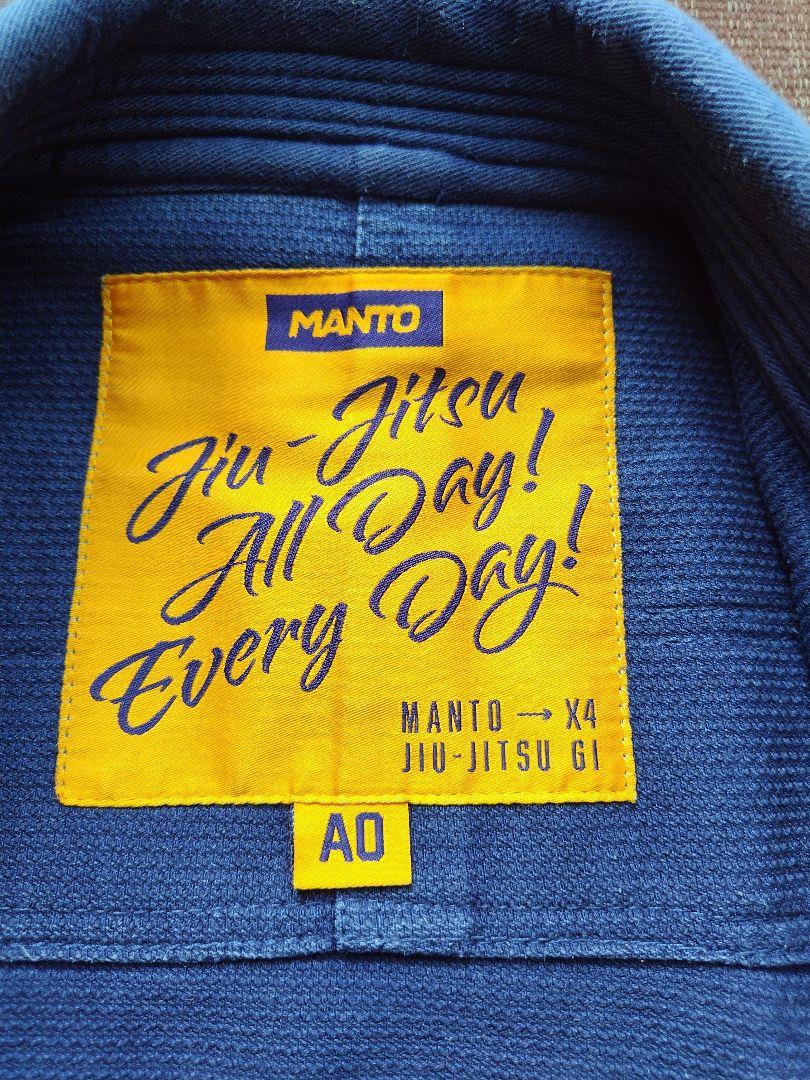 MANTO
Jiu-Jitsu
All Day!
Every Day!
MANTO → X4
JIU-JITSU GI
A0